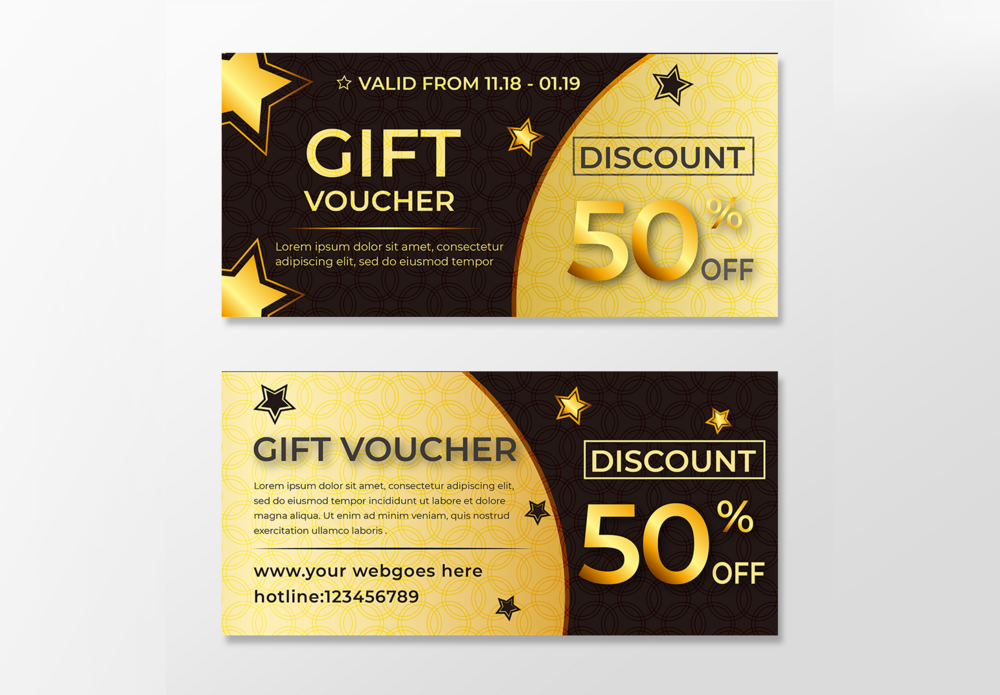 VALID FROM 11.18 - 01.19
GIFT
VOUCHER
Lorem ipsum dolor sit amet, consectetur
adipiscing elit, sed do eiusmod tempor
DISCOUNT
50%
OFF
GIFT VOUCHER
Lorem ipsum dolor sit amet, consectetur adipiscing elit,
sed do eiusmod tempor incididunt ut labore et dolore
magna aliqua. Ut enim ad minim veniam, quis nostrud
exercitation ullamco laboris .
www.your webgoes here
hotline:123456789
DISCOUNT
50%
OFF